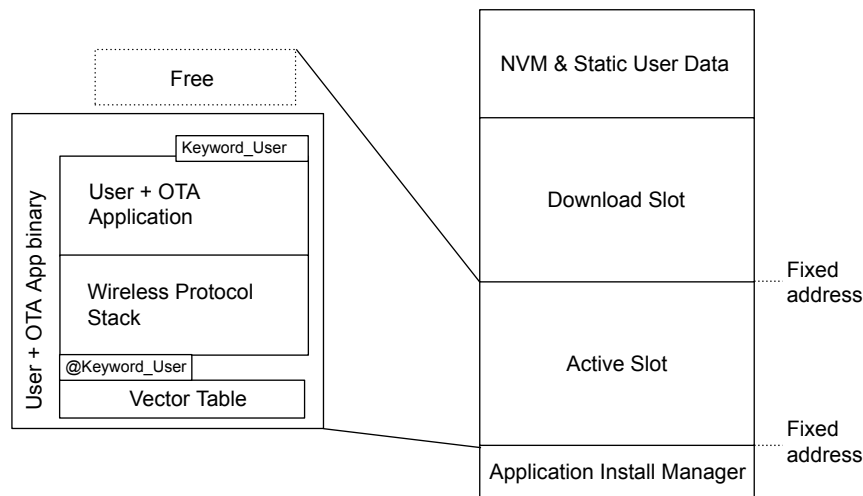 Free
Keyword_User
User + OTA
Application
Wireless Protocol
Stack
@Keyword_User
Vector Table
User + OTA App binary
NVM & Static User Data
Download Slot
Fixed
address
Active Slot
Fixed
address
Application Install Manager